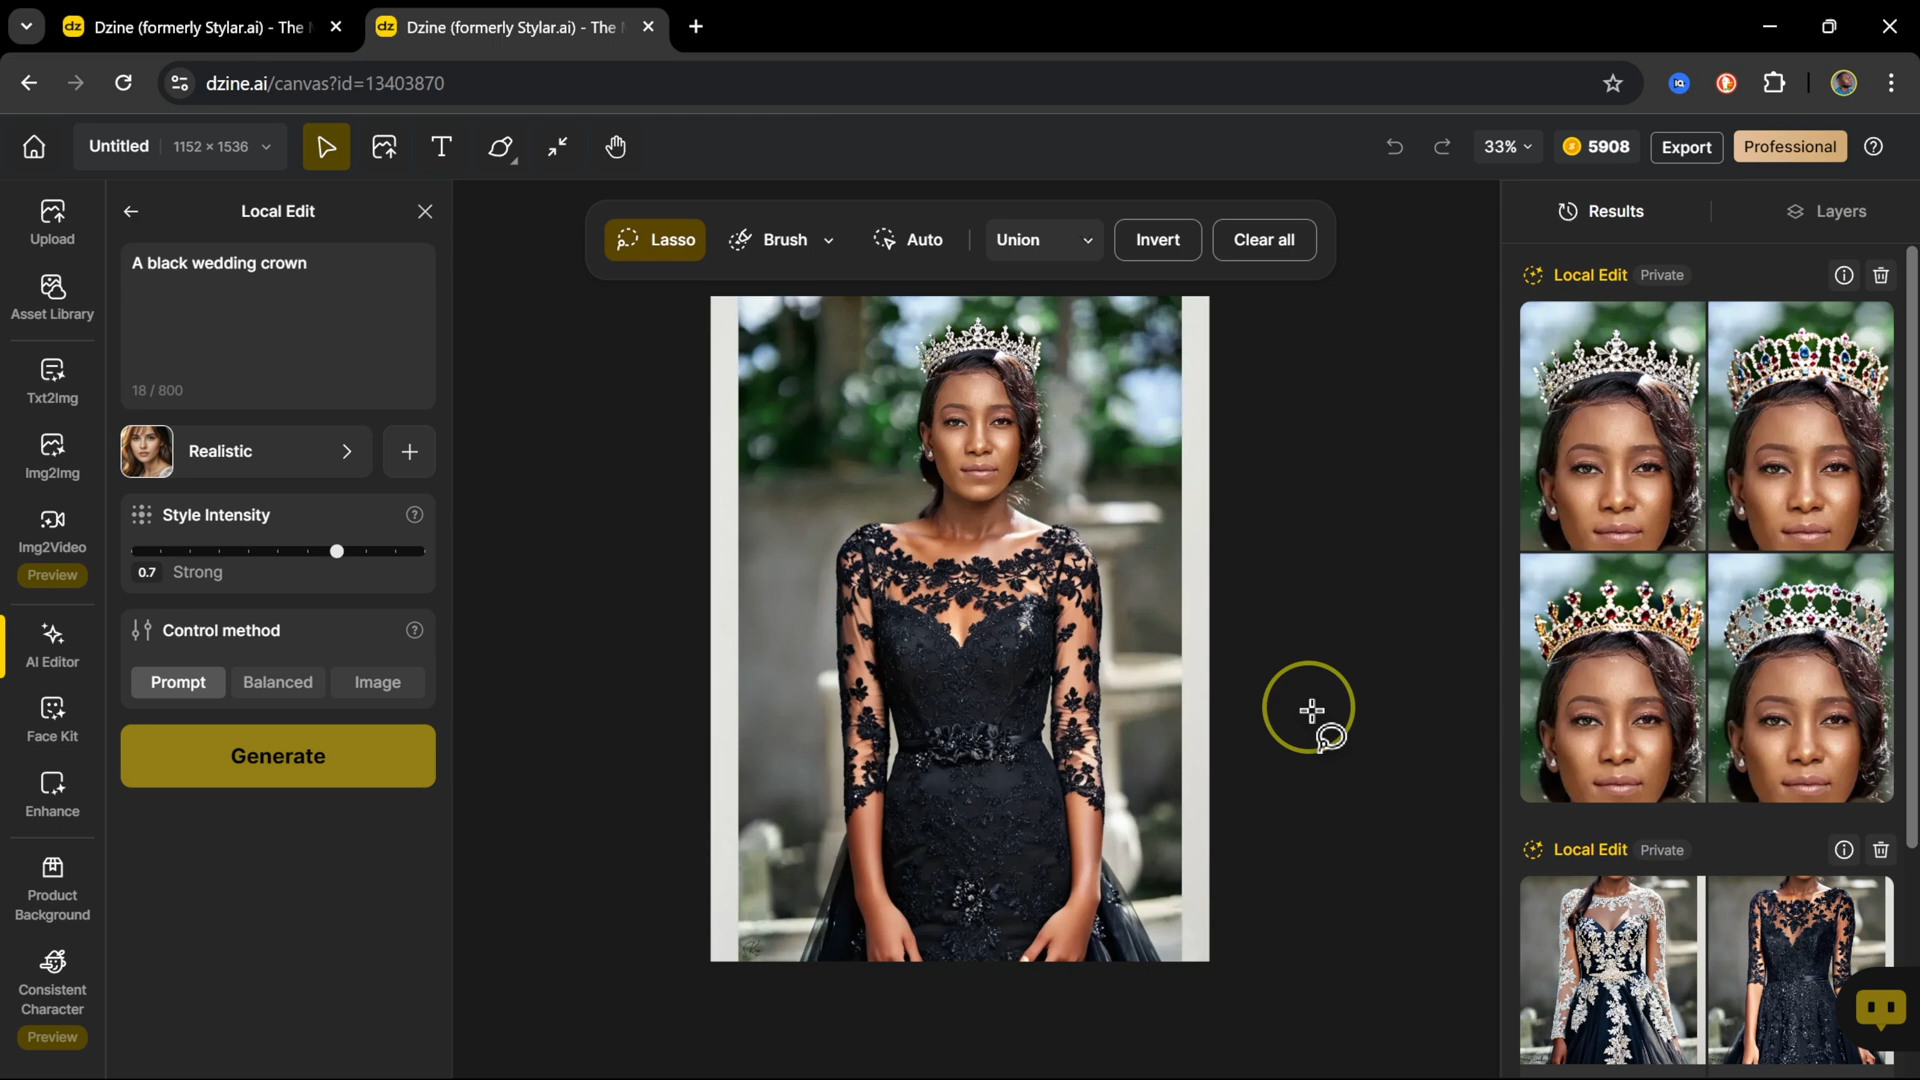 Dzine (formerly Stylar.ai) - The
Dzine (formerly Stylar.ai) - The
dzine.ai/canvas?id=13403870
Untitled
1152 × 1536
33%
5908
Export
Professional
Upload
Asset Library
Txt2Img
Img2Img
Img2Video
Preview
AI Editor
Face Kit
Enhance
Product
Background
Consistent
Character
Preview
Local Edit
A black wedding crown
18 / 800
Realistic
Style Intensity
0.7 Strong
Control method
Prompt Balanced Image
Generate
Lasso
Brush
Auto
Union
Invert
Clear all
Results
Layers
Local Edit Private
Local Edit Private